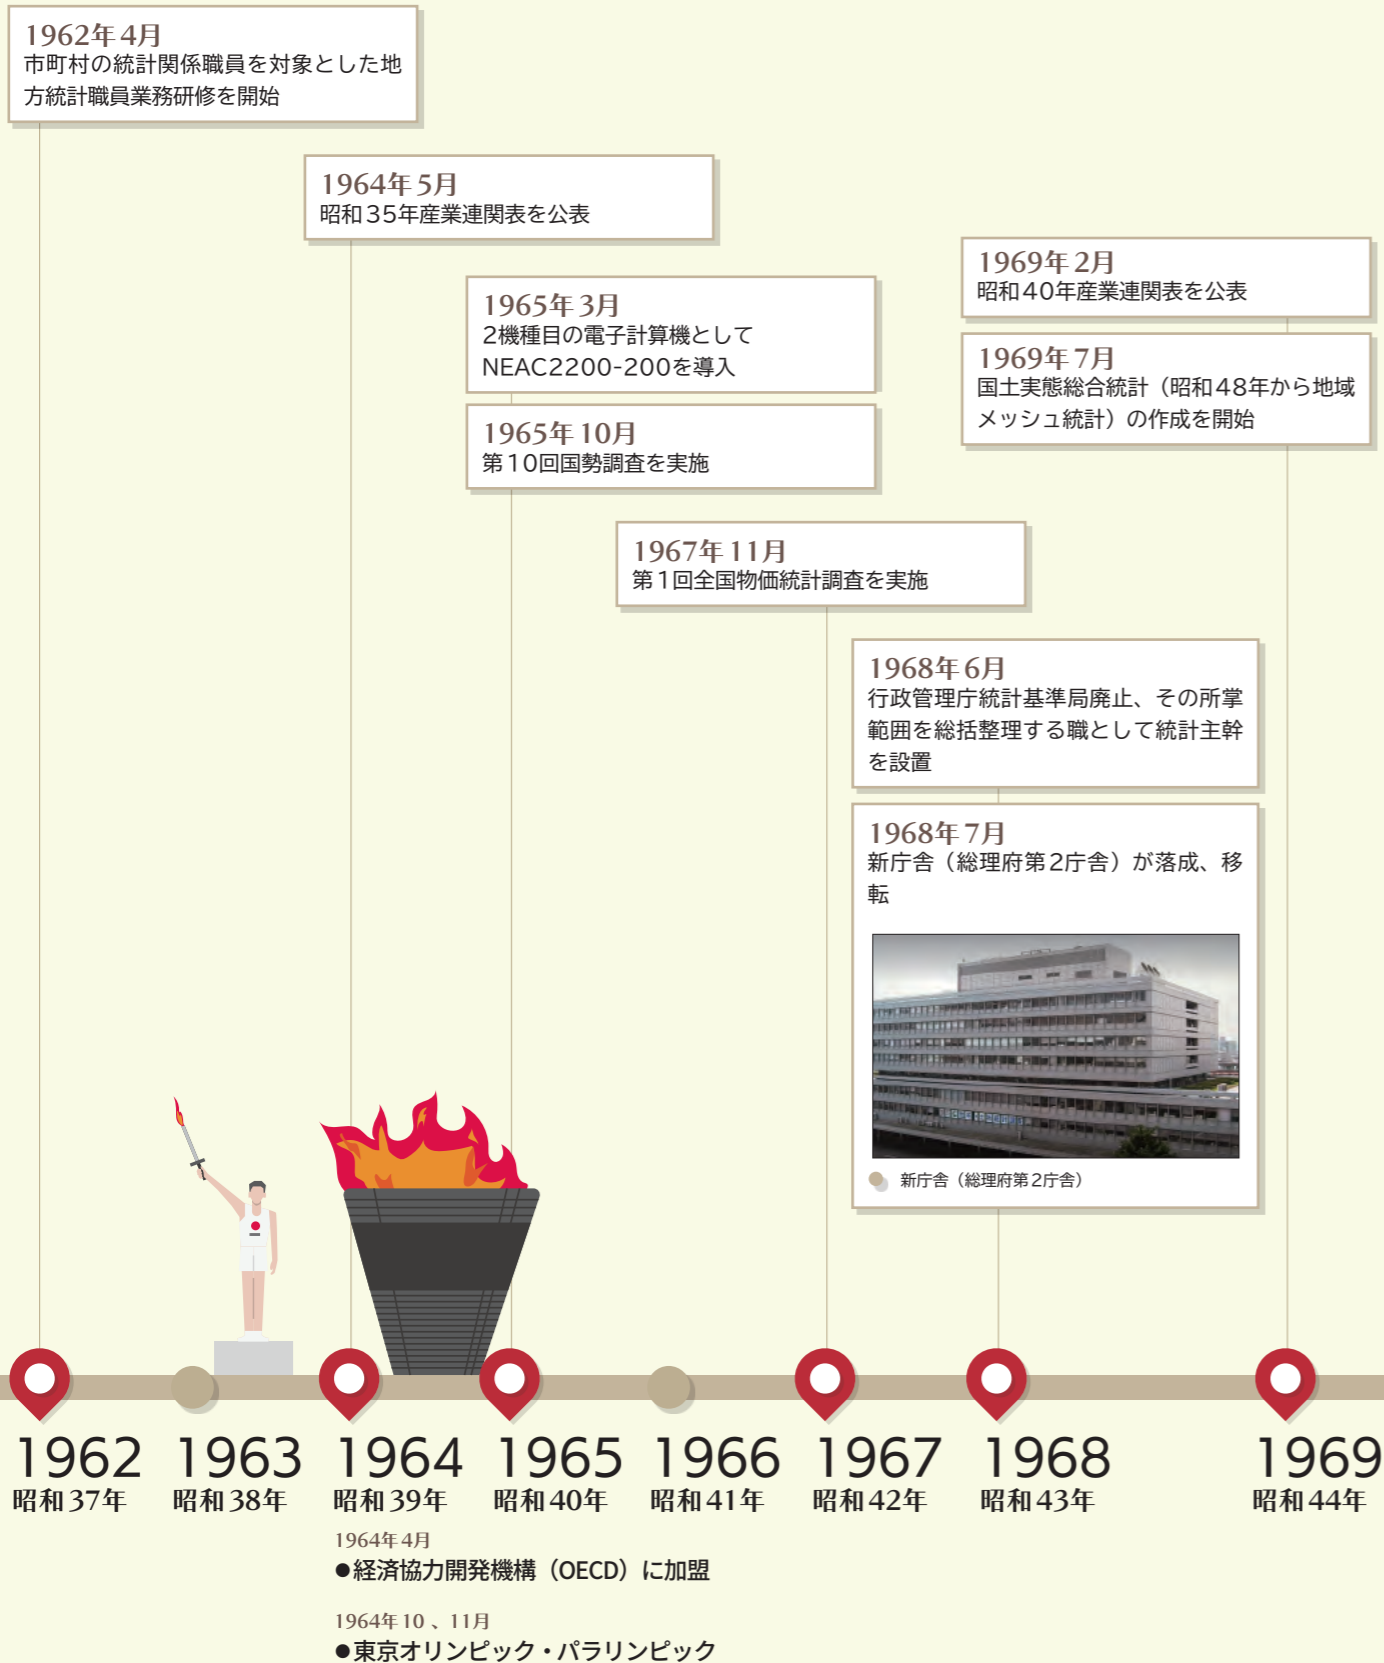 1962年4月
市町村の統計関係職員を対象とした地
方統計職員業務研修を開始
1964年5月
昭和35年産業連関表を公表
1965年3月
2機種目の電子計算機として
NEAC2200-200を導入
1965年10月
第10回国勢調査を実施
1967年11月
第1回全国物価統計調査を実施
1968年6月
行政管理庁統計基準局廃止、その所掌
範囲を総括整理する職として統計主幹
を設置
1968年7月
新庁舎（総理府第2庁舎）が落成、移
転
新庁舎（総理府第2庁舎）
1969年2月
昭和40年産業連関表を公表
1969年7月
国土実態総合統計（昭和48年から地域
メッシュ統計）の作成を開始
1962
昭和37年
1963
昭和38年
1964
昭和39年
1965
昭和40年
1966
昭和41年
1967
昭和42年
1968
昭和43年
1969
昭和44年
1964年4月
●経済協力開発機構（OECD）に加盟
1964年10、11月
●東京オリンピック・パラリンピック